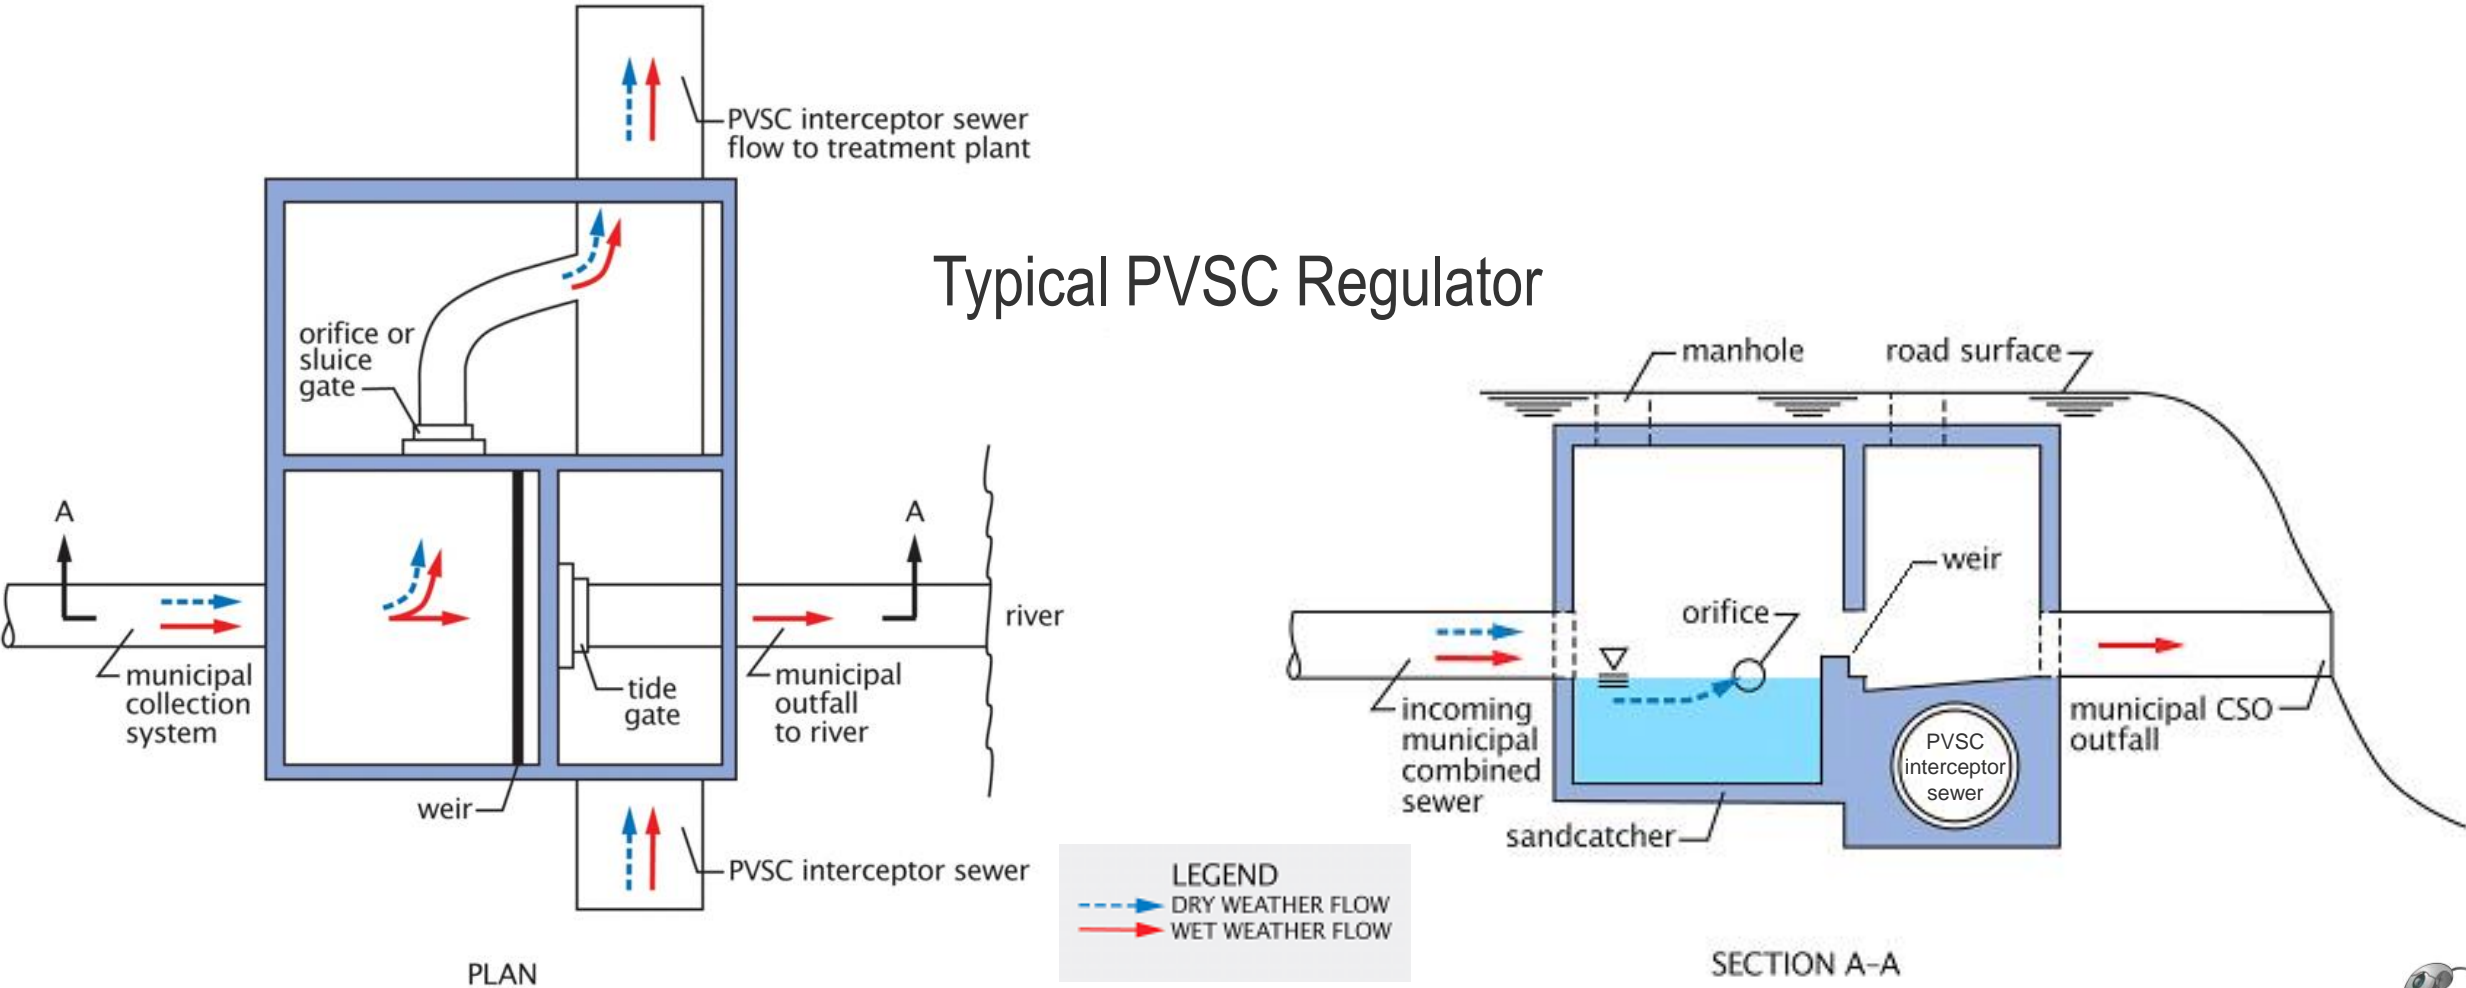 PVSC interceptor sewer
flow to treatment plant
Typical PVSC Regulator
orifice or
sluice
gate
A
A
river
municipal
collection
system
tide
gate
municipal
outfall
to river
weir
PVSC interceptor sewer
PLAN
LEGEND
DRY WEATHER FLOW
WET WEATHER FLOW
manhole
road surface
weir
orifice
incoming
municipal
combined
sewer
municipal CSO
outfall
PVSC
interceptor
sewer
sandcatcher
SECTION A-A